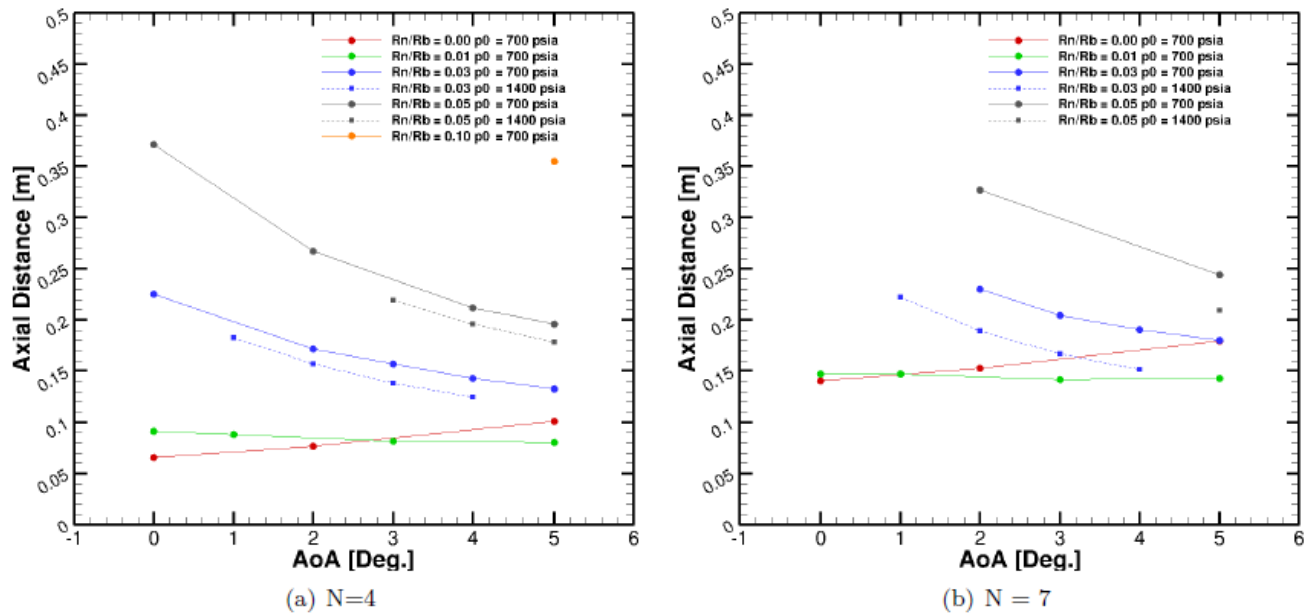 0.5
0.45
0.4
0.35
0.3
0.25
0.2
0.15
0.1
0.05
0
Axial Distance [m]
Rn/Rb = 0.00 p0 = 700 psia
Rn/Rb = 0.01 p0 = 700 psia
Rn/Rb = 0.03 p0 = 700 psia
Rn/Rb = 0.03 p0 = 1400 psia
Rn/Rb = 0.05 p0 = 700 psia
Rn/Rb = 0.05 p0 = 1400 psia
Rn/Rb = 0.10 p0 = 700 psia
-1 0 1 2 3 4 5 6
AoA [Deg.]
(a) N=4
0.5
0.45
0.4
0.35
0.3
0.25
0.2
0.15
0.1
0.05
0
Axial Distance [m]
Rn/Rb = 0.00 p0 = 700 psia
Rn/Rb = 0.01 p0 = 700 psia
Rn/Rb = 0.03 p0 = 700 psia
Rn/Rb = 0.03 p0 = 1400 psia
Rn/Rb = 0.05 p0 = 700 psia
Rn/Rb = 0.05 p0 = 1400 psia
-1 0 1 2 3 4 5 6
AoA [Deg.]
(b) N = 7